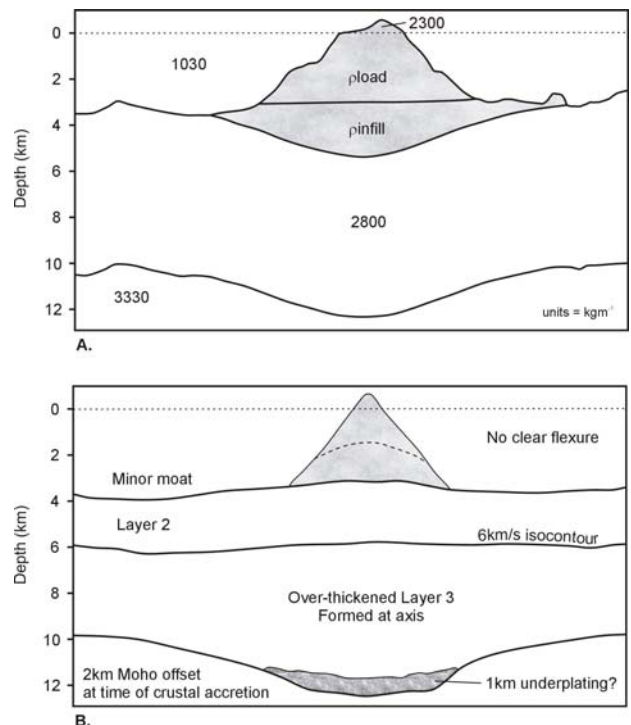 2300
0
1030
2
ρload
4
ρinfill
6
Depth (km)
8
2800
10
12
3330
units = kgm⁻
A.
0
No clear flexure
2
Minor moat
4
Layer 2
6km/s isocontour
6
Depth (km)
8
Over-thickened Layer 3
Formed at axis
10
2km Moho offset
at time of crustal accretion
12
1km underplating?
B.